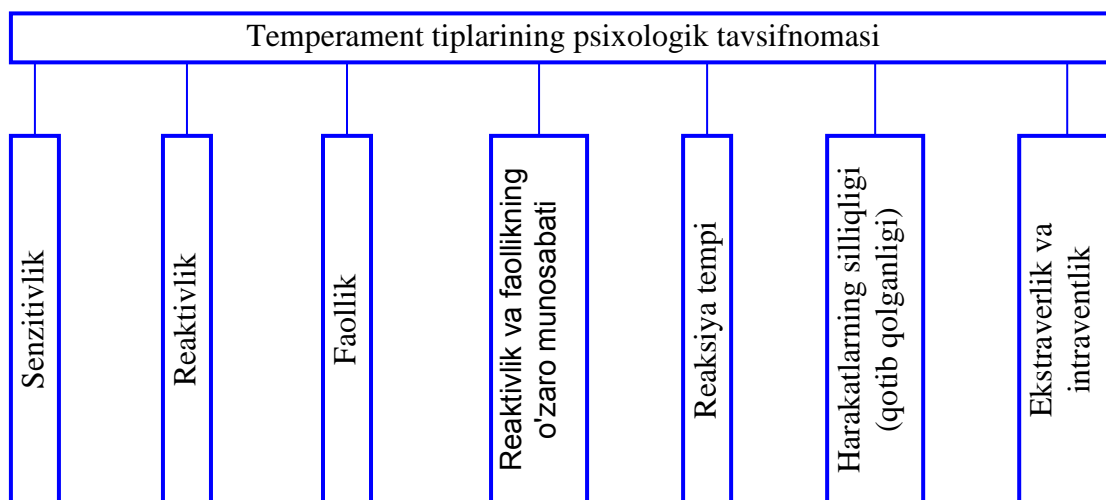 Temperament tiplarining psixologik tavsifnomasi
Senzitivlik
Reaktivlik
Faollik
Reaktivlik va faollikning
o'zaro munosabati
Reaksiya tempi
Harakatlarning silliqligi
(qotib qolganligi)
Ekstraverlik va
intraventlik